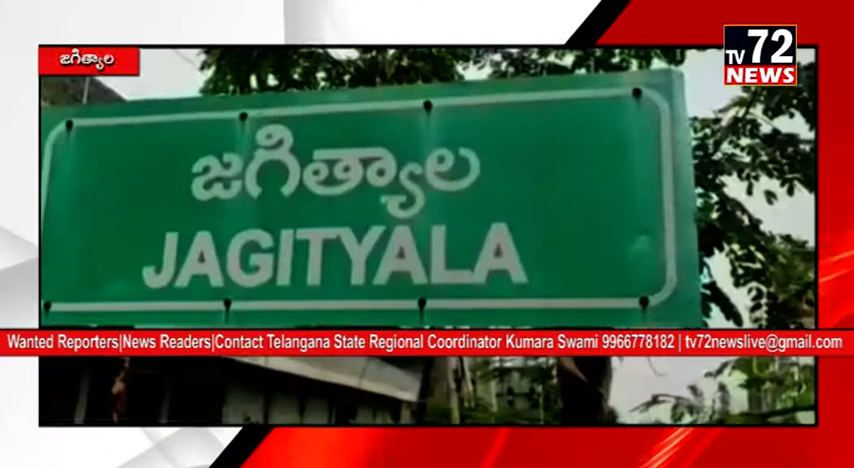 జగిత్యాల
TV 72
NEWS
జగిత్యాల
JAGITYALA
Wanted Reporters|News Readers|Contact Telangana State Regional Coordinator Kumara Swami 9966778182 | tv72newslive@gmail.com